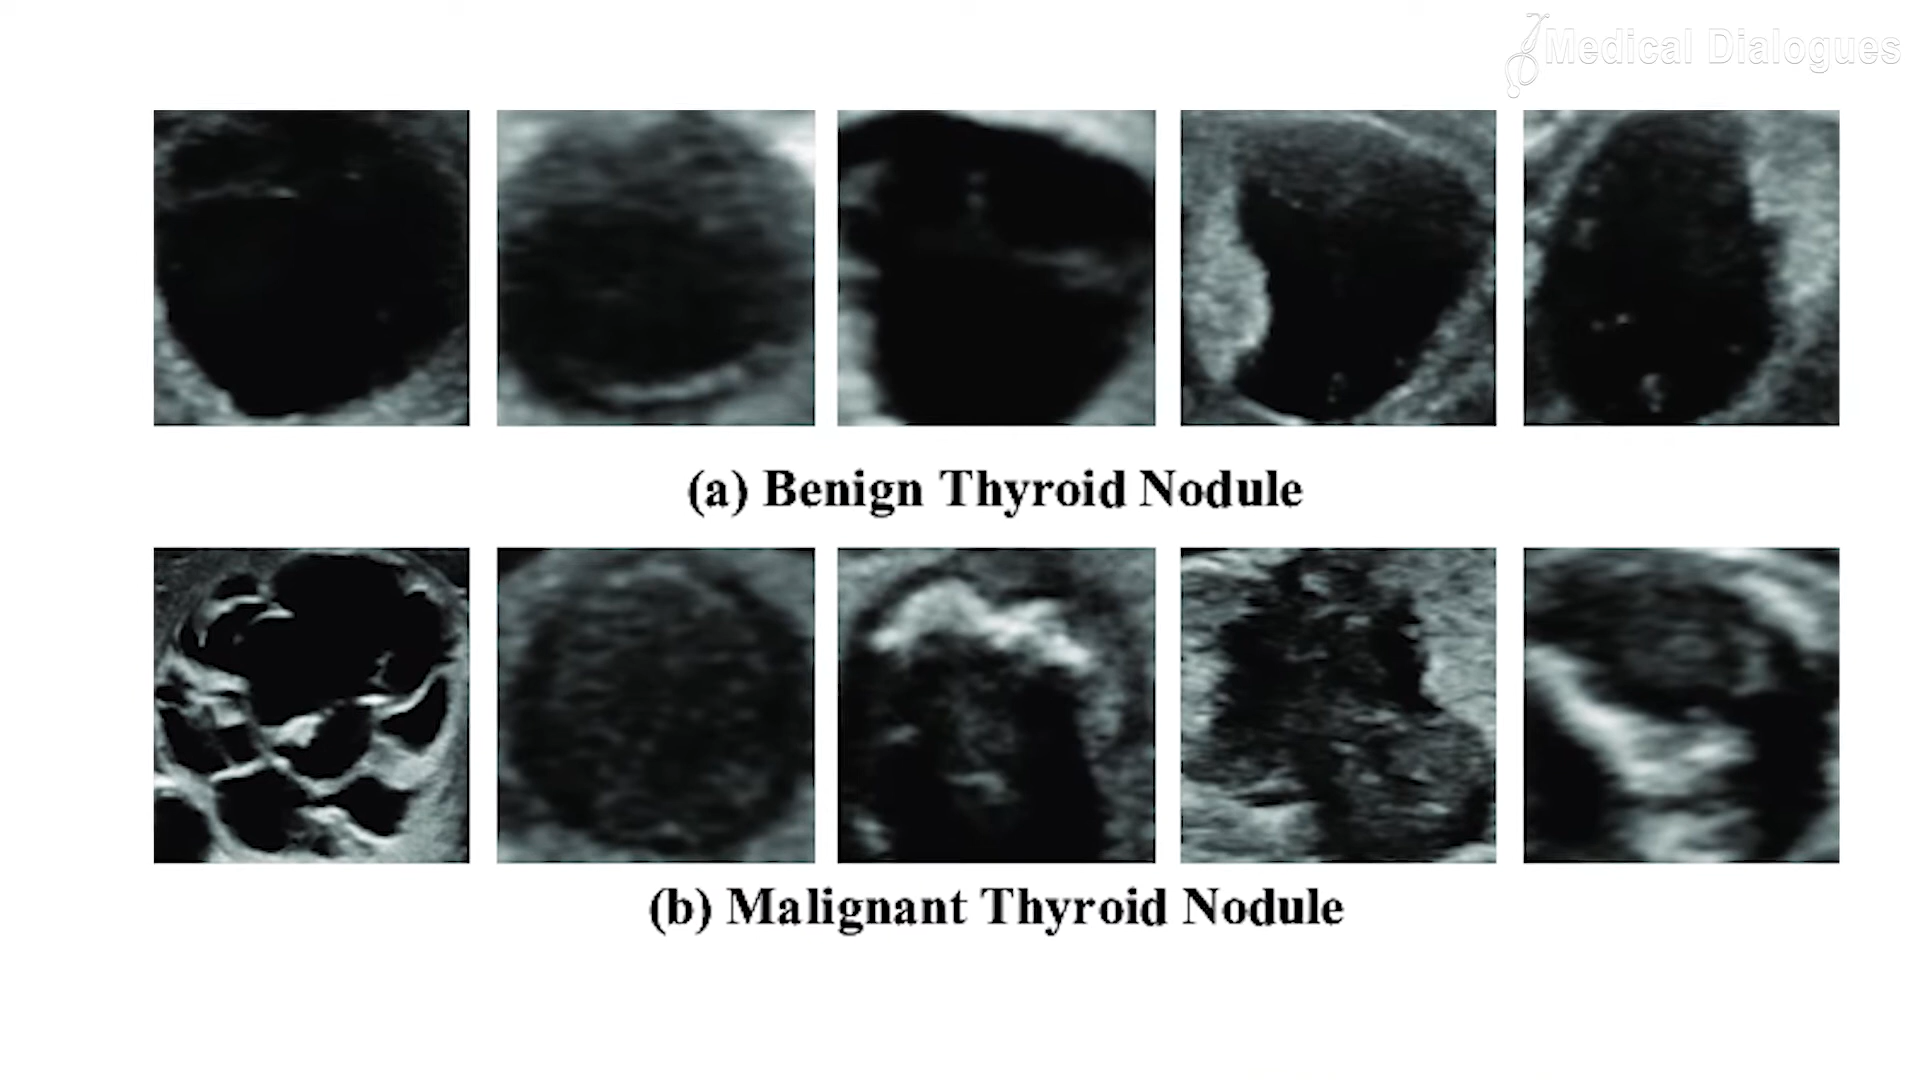 Medical Dialogues
(a) Benign Thyroid Nodule
(b) Malignant Thyroid Nodule